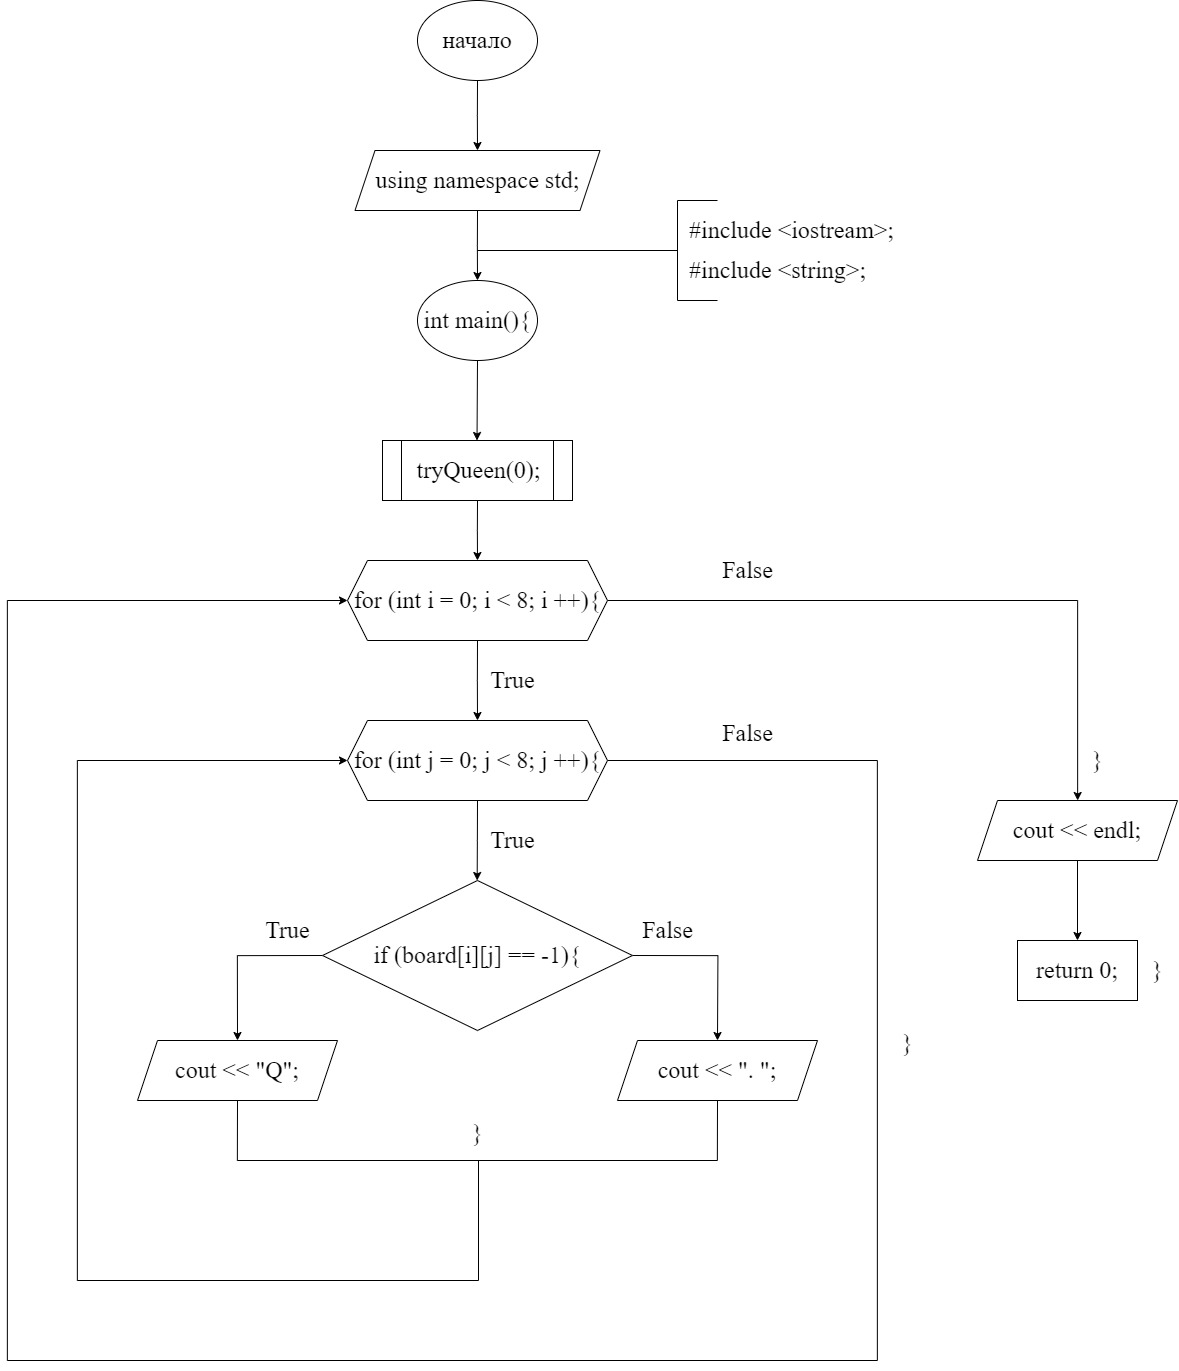 начало
using namespace std;
#include <iostream>;
#include <string>;
int main(){
tryQueen(0);
for (int i = 0; i < 8; i ++){
False
True
for (int j = 0; j < 8; j ++){
False
}
cout << endl;
True
True
if (board[i][j] == -1){
False
return 0;
}
cout << "Q";
cout << ". ";
}
}